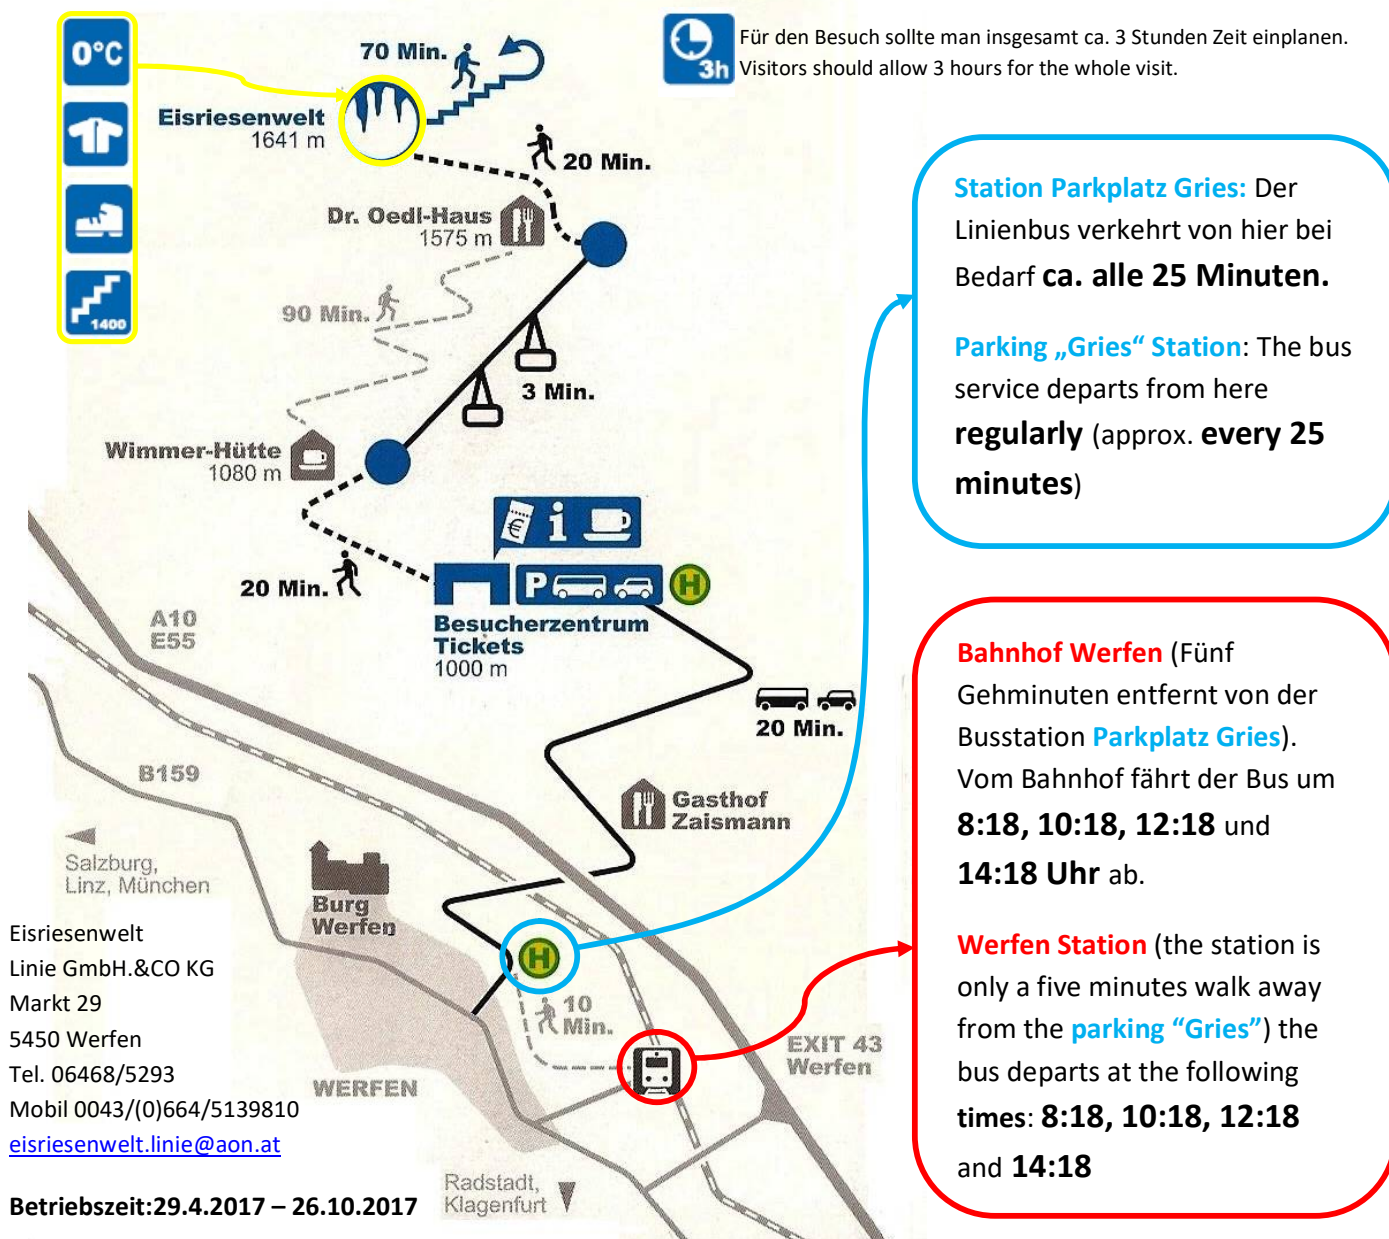 0°C
1400
70 Min.
Eisriesenwelt
1641 m
20 Min.
Dr. Oedl-Haus
1575 m
90 Min.
3 Min.
Wimmer-Hütte
1080 m
20 Min.
€ i
P
H
Besucherzentrum
Tickets
1000 m
20 Min.
A10
E55
B159
Gasthof
Zaismann
Salzburg,
Linz, München
Burg
Werfen
H
10
Min.
WERFEN
EXIT 43
Werfen
Radstadt,
Klagenfurt
3h
Für den Besuch sollte man insgesamt ca. 3 Stunden Zeit einplanen.
Visitors should allow 3 hours for the whole visit.
Station Parkplatz Gries: Der
Linienbus verkehrt von hier bei
Bedarf ca. alle 25 Minuten.
Parking „Gries“ Station: The bus
service departs from here
regularly (approx. every 25
minutes)
Bahnhof Werfen (Fünf
Gehminuten entfernt von der
Busstation Parkplatz Gries).
Vom Bahnhof fährt der Bus um
8:18, 10:18, 12:18 und
14:18 Uhr ab.
Werfen Station (the station is
only a five minutes walk away
from the parking “Gries”) the
bus departs at the following
times: 8:18, 10:18, 12:18
and 14:18
Eisriesenwelt
Linie GmbH.&CO KG
Markt 29
5450 Werfen
Tel. 06468/5293
Mobil 0043/(0)664/5139810
eisriesenwelt.linie@aon.at
Betriebszeit:29.4.2017 – 26.10.2017